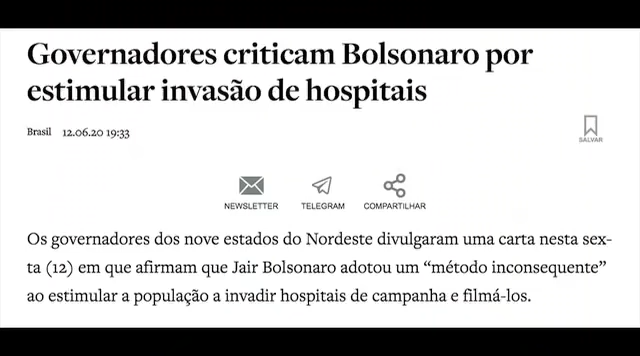 Governadores criticam Bolsonaro por
estimular invasão de hospitais
Brasil 12.06.20 19:33
SALVAR
NEWSLETTER TELEGRAM COMPARTILHAR
Os governadores dos nove estados do Nordeste divulgaram uma carta nesta sex-
ta (12) em que afirmam que Jair Bolsonaro adotou um “método inconsequente”
ao estimular a população a invadir hospitais de campanha e filmá-los.